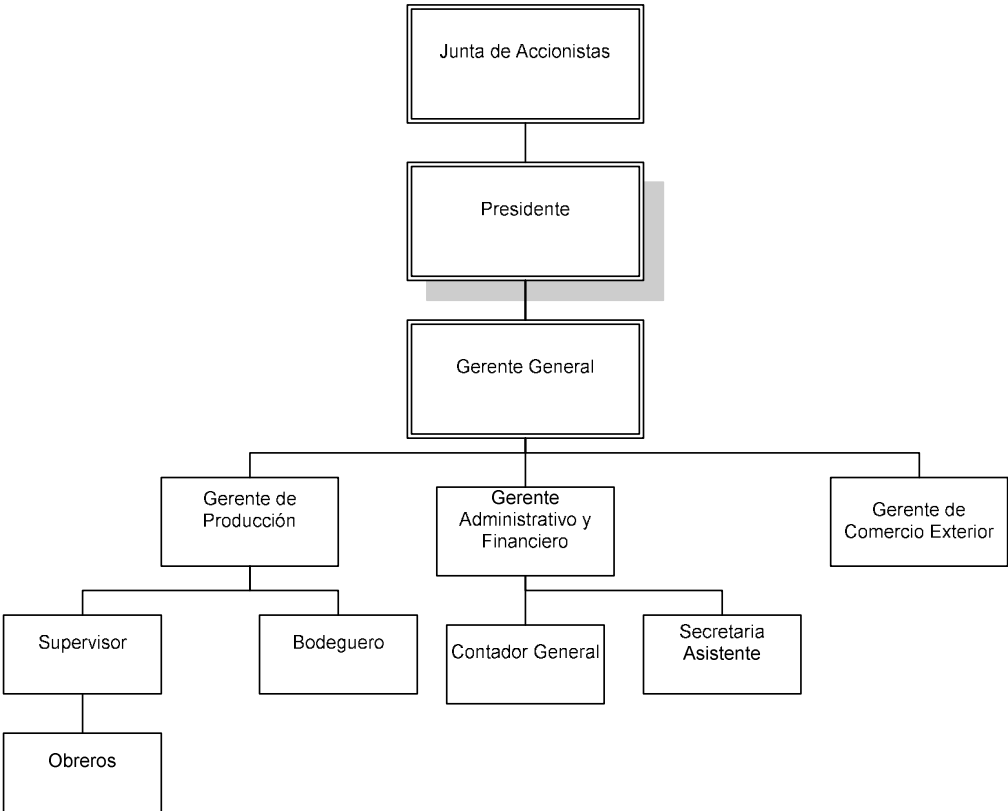 Junta de Accionistas
Presidente
Gerente General
Gerente de
Producción
Gerente
Administrativo y
Financiero
Gerente de
Comercio Exterior
Supervisor
Bodeguero
Contador General
Secretaria
Asistente
Obreros